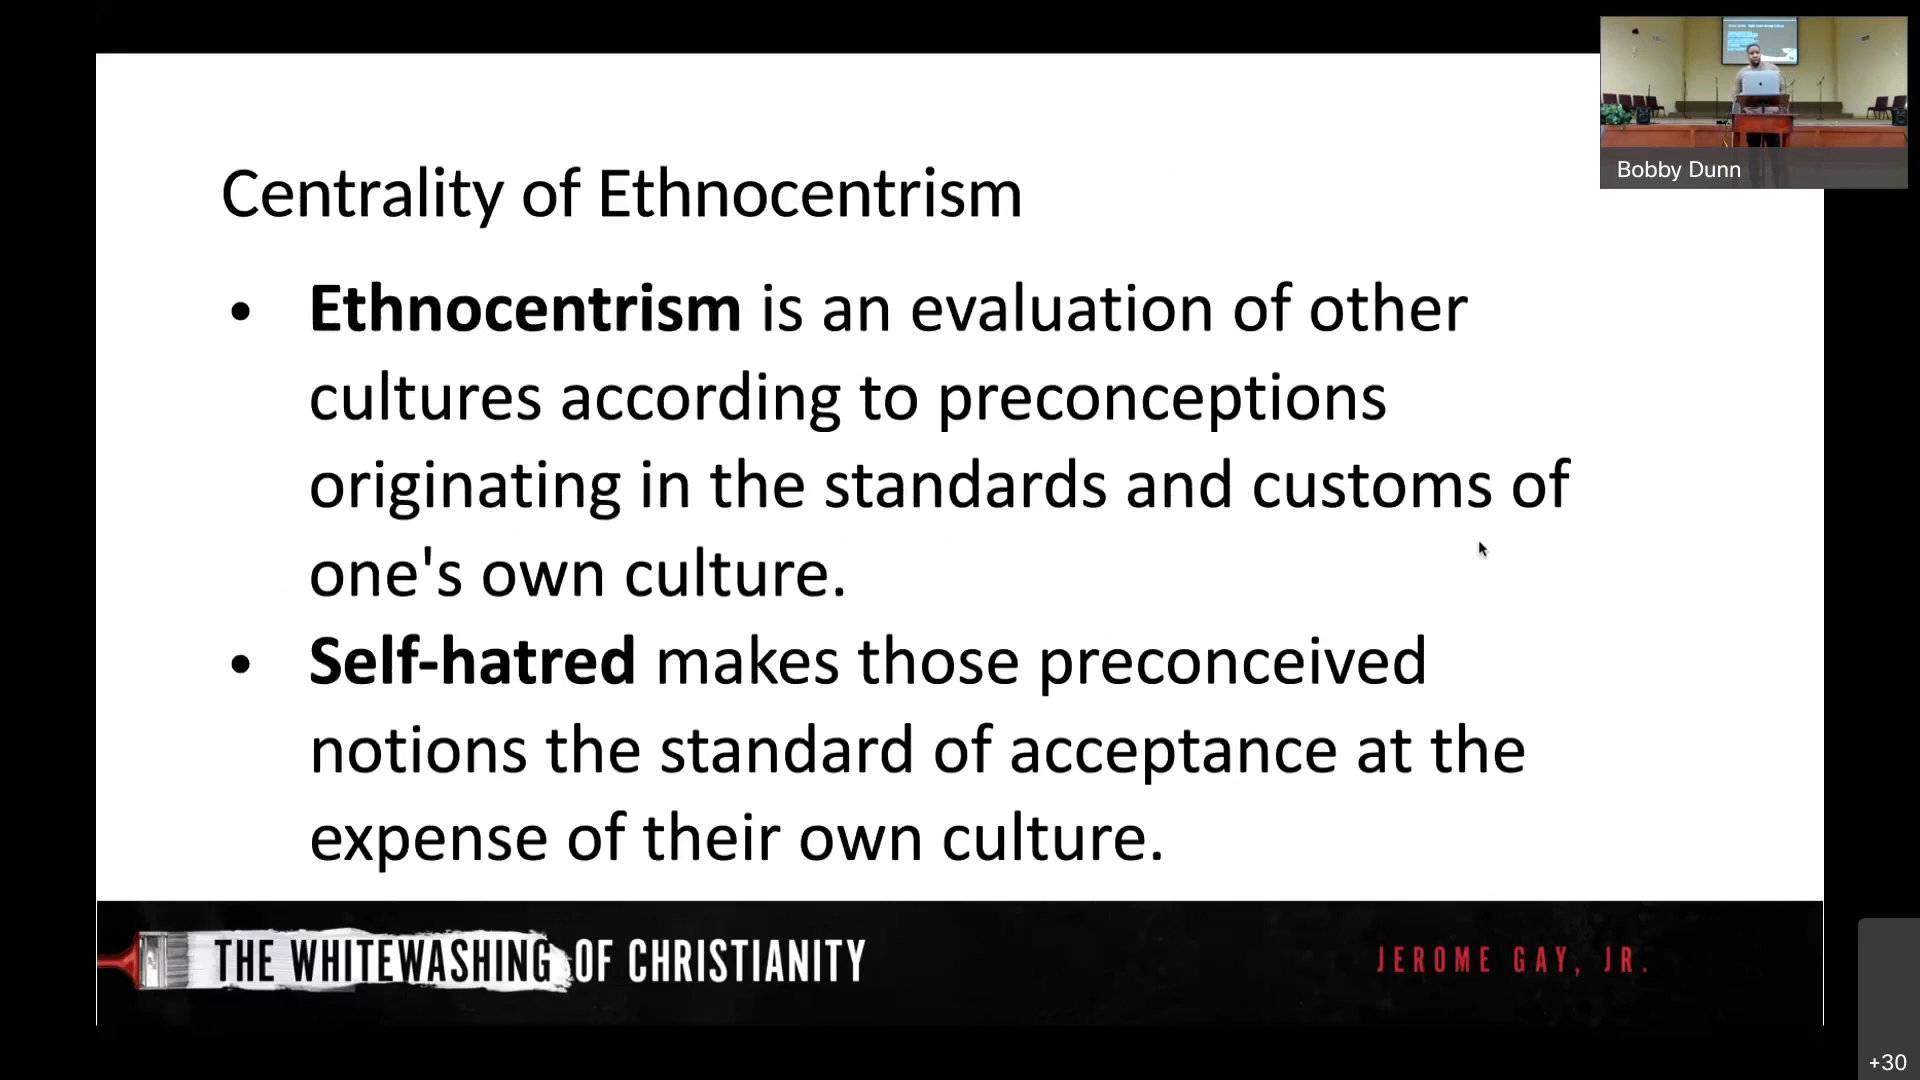 Bobby Dunn
Centrality of Ethnocentrism
• Ethnocentrism is an evaluation of other
cultures according to preconceptions
originating in the standards and customs of
one's own culture.
• Self-hatred makes those preconceived
notions the standard of acceptance at the
expense of their own culture.
THE WHITEWASHING OF CHRISTIANITY
JEROME GAY, JR.
+30